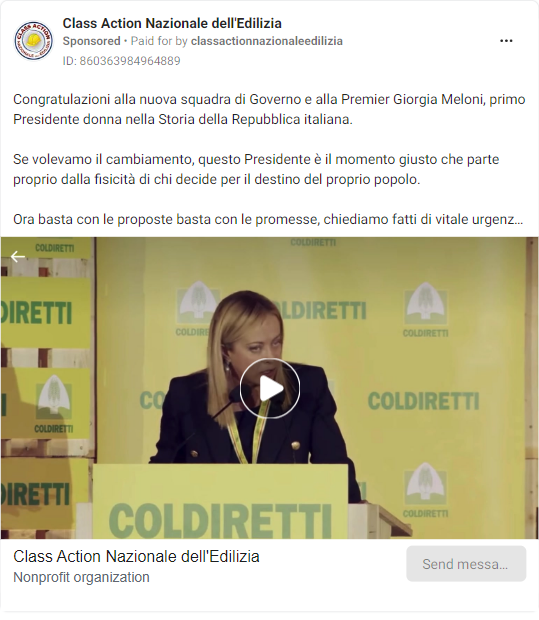 Class Action Nazionale dell'Edilizia
Sponsored • Paid for by classactionnazionaleedilizia
ID: 860363984964889
Congratulazioni alla nuova squadra di Governo e alla Premier Giorgia Meloni, primo
Presidente donna nella Storia della Repubblica italiana.
Se volevamo il cambiamento, questo Presidente è il momento giusto che parte
proprio dalla fisicità di chi decide per il destino del proprio popolo.
Ora basta con le proposte basta con le promesse, chiediamo fatti di vitale urgenz...
COLDIRETTI
COLDIRETTI
DIRETTI
COLDIRETTI
LDIRETTI
COLDIRETTI
COLDIRETTI
CO
COLDIRETTI
DIRETTI
COLDIRETTI
COLDIRETTI
Class Action Nazionale dell'Edilizia
Nonprofit organization
Send messa...